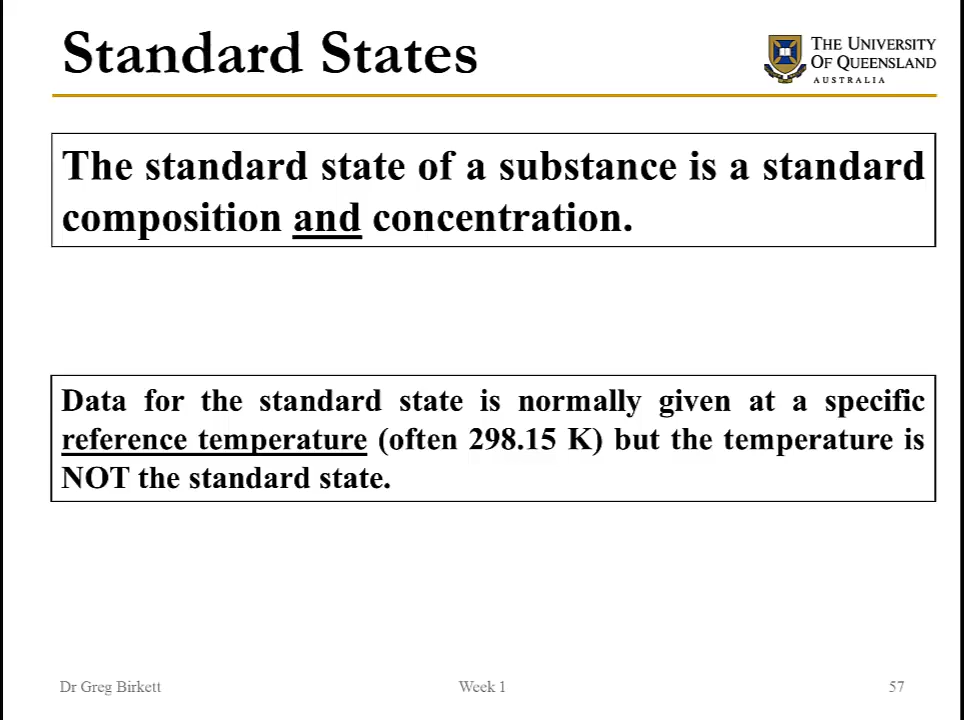 Standard States
THE UNIVERSITY
OF QUEENSLAND
AUSTRALIA
The standard state of a substance is a standard
composition and concentration.
Data for the standard state is normally given at a specific
reference temperature (often 298.15 K) but the temperature is
NOT the standard state.
Dr Greg Birkett
Week 1
57